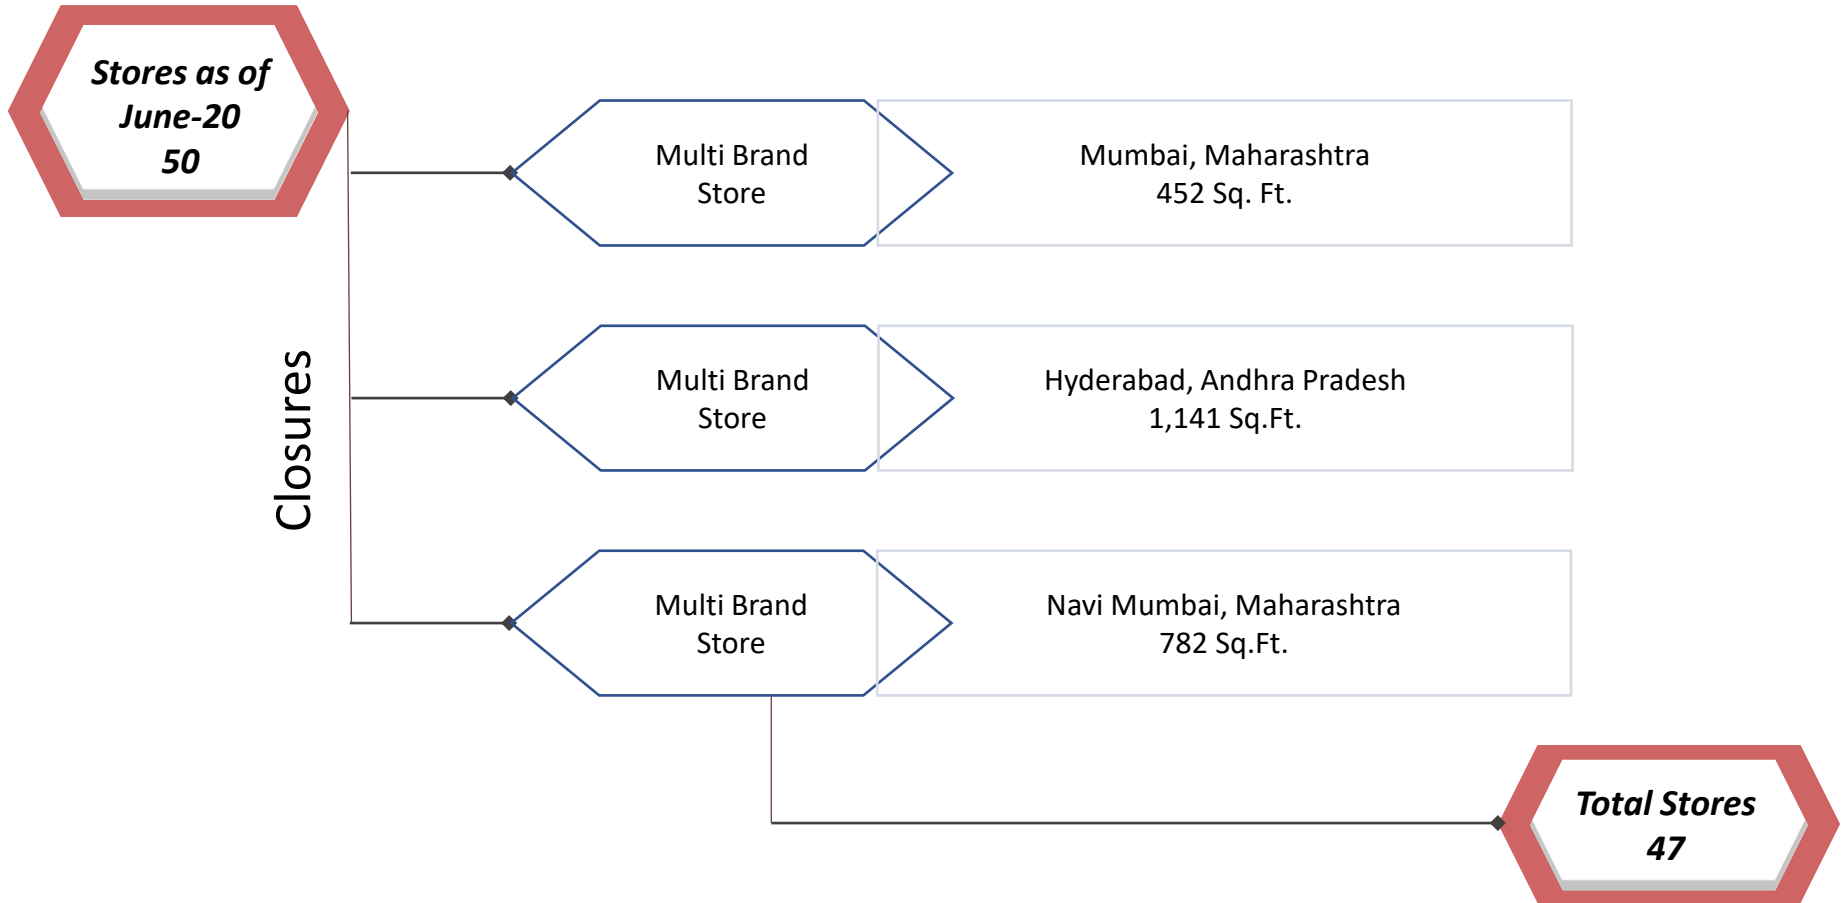 Stores as of
June-20
50
Multi Brand
Store
Mumbai, Maharashtra
452 Sq. Ft.
Closures
Multi Brand
Store
Hyderabad, Andhra Pradesh
1,141 Sq.Ft.
Multi Brand
Store
Navi Mumbai, Maharashtra
782 Sq.Ft.
Total Stores
47